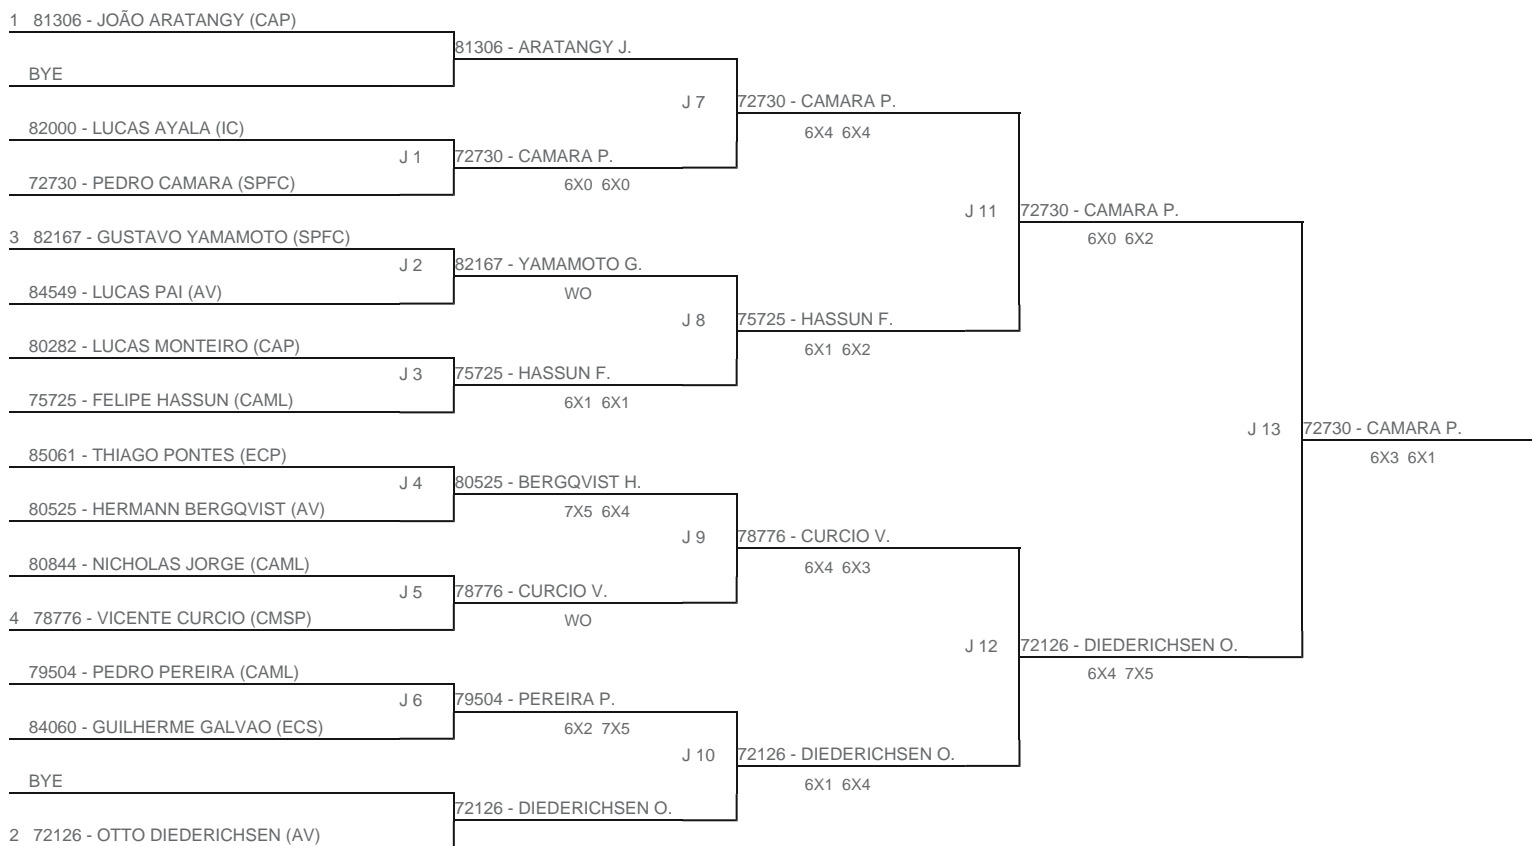 1 81306 - JOÃO ARATANGY (CAP)
81306 - ARATANGY J.
BYE
J 7
72730 - CAMARA P.
82000 - LUCAS AYALA (IC)
6X4 6X4
J 1
72730 - CAMARA P.
72730 - PEDRO CAMARA (SPFC)
6X0 6X0
J 11
72730 - CAMARA P.
3 82167 - GUSTAVO YAMAMOTO (SPFC)
6X0 6X2
J 2
82167 - YAMAMOTO G.
84549 - LUCAS PAI (AV)
WO
J 8
75725 - HASSUN F.
80282 - LUCAS MONTEIRO (CAP)
6X1 6X2
J 3
75725 - HASSUN F.
75725 - FELIPE HASSUN (CAML)
6X1 6X1
J 13
72730 - CAMARA P.
85061 - THIAGO PONTES (ECP)
6X3 6X1
J 4
80525 - BERGQVIST H.
80525 - HERMANN BERGQVIST (AV)
7X5 6X4
J 9
78776 - CURCIO V.
80844 - NICHOLAS JORGE (CAML)
6X4 6X3
J 5
78776 - CURCIO V.
4 78776 - VICENTE CURCIO (CMSP)
WO
J 12
72126 - DIEDERICHSEN O.
79504 - PEDRO PEREIRA (CAML)
6X4 7X5
J 6
79504 - PEREIRA P.
84060 - GUILHERME GALVAO (ECS)
6X2 7X5
J 10
72126 - DIEDERICHSEN O.
BYE
6X1 6X4
72126 - DIEDERICHSEN O.
2 72126 - OTTO DIEDERICHSEN (AV)